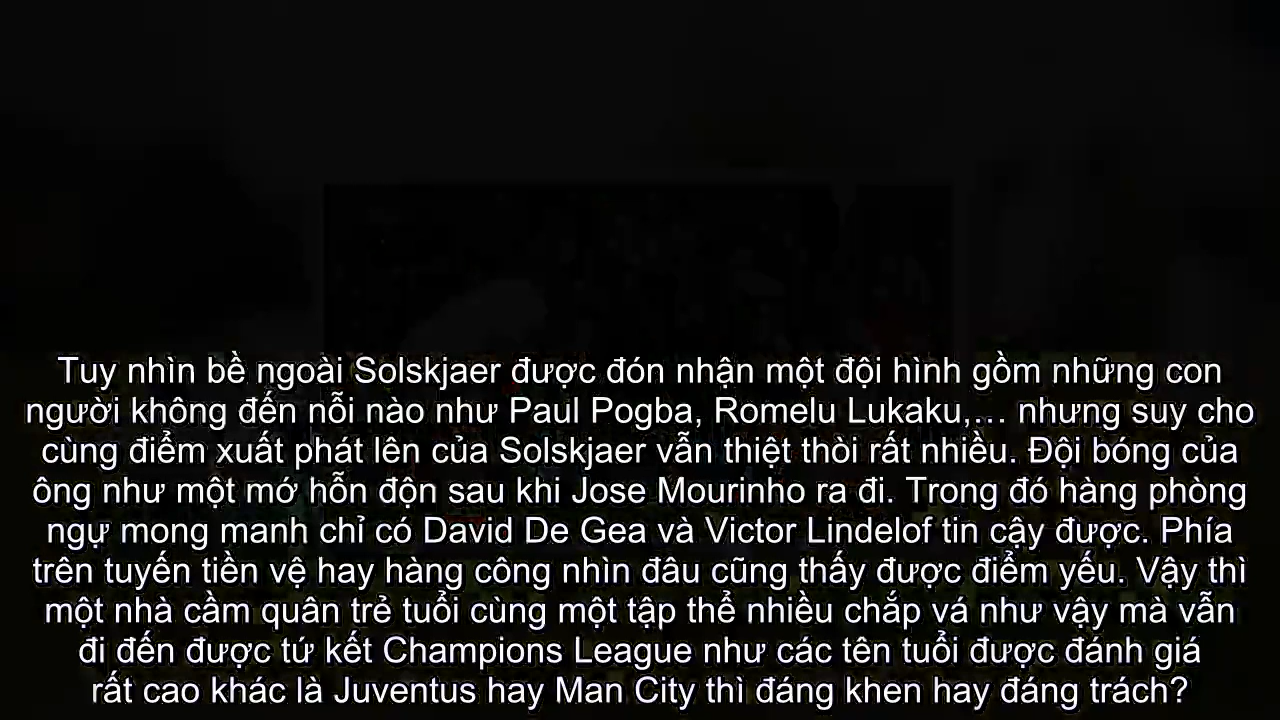 Tuy nhìn bề ngoài Solskjaer được đón nhận một đội hình gồm những con
người không đến nỗi nào như Paul Pogba, Romelu Lukaku,… nhưng suy cho
cùng điểm xuất phát lên của Solskjaer vẫn thiệt thòi rất nhiều. Đội bóng của
ông như một mớ hỗn độn sau khi Jose Mourinho ra đi. Trong đó hàng phòng
ngự mong manh chỉ có David De Gea và Victor Lindelof tin cậy được. Phía
trên tuyến tiền vệ hay hàng công nhìn đâu cũng thấy được điểm yếu. Vậy thì
một nhà cầm quân trẻ tuổi cùng một tập thể nhiều chắp vá như vậy mà vẫn
đi đến được tứ kết Champions League như các tên tuổi được đánh giá
rất cao khác là Juventus hay Man City thì đáng khen hay đáng trách?